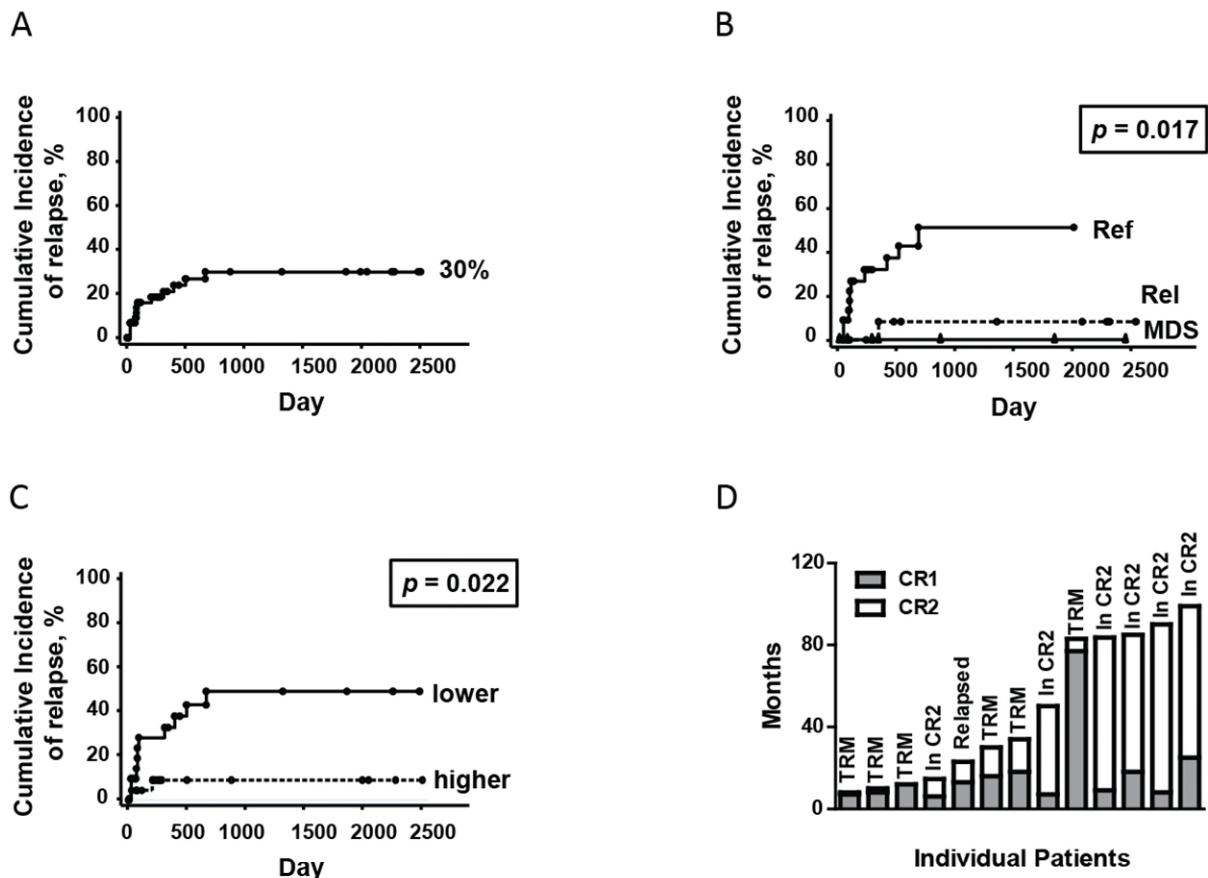 A
Cumulative Incidence
of relapse, %
100
80
60
40
20
0
30%
0 500 1000 1500 2000 2500
Day
B
Cumulative Incidence
of relapse, %
100
80
60
40
20
0
p = 0.017
Ref
Rel
MDS
0 500 1000 1500 2000 2500
Day
C
Cumulative Incidence
of relapse, %
100
80
60
40
20
0
p = 0.022
lower
higher
0 500 1000 1500 2000 2500
Day
D
Months
120
80
40
0
CR1
CR2
TRM
TRM
TRM
In CR2
Relapsed
TRM
TRM
In CR2
TRM
In CR2
In CR2
In CR2
In CR2
Individual Patients